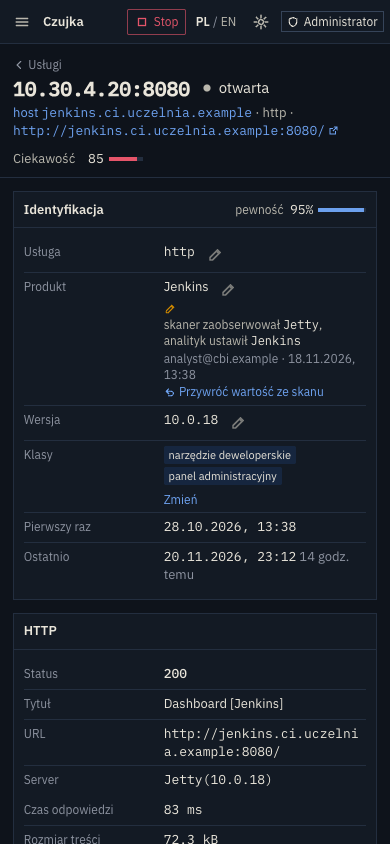 Czujka
Stop
PL / EN
Administrator
Usługi
10.30.4.20:8080 otwarta
host jenkins.ci.uczelnia.example · http ·
http://jenkins.ci.uczelnia.example:8080/
Ciekawość 85
Identyfikacja
pewność 95%
Usługa http
Produkt Jenkins
skaner zaobserwował Jetty,
analityk ustawił Jenkins
analyst@cbi.example · 18.11.2026,
13:38
Przywróć wartość ze skanu
Wersja 10.0.18
Klasy narzędzie deweloperskie
panel administracyjny
Zmień
Pierwszy raz 28.10.2026, 13:38
Ostatnio 20.11.2026, 23:12 14 godz.
temu
HTTP
Status 200
Tytuł Dashboard [Jenkins]
URL http://jenkins.ci.uczelni
a.example:8080/
Server Jetty(10.0.18)
Czas odpowiedzi 83 ms
Rozmiar treści 72.3 kB